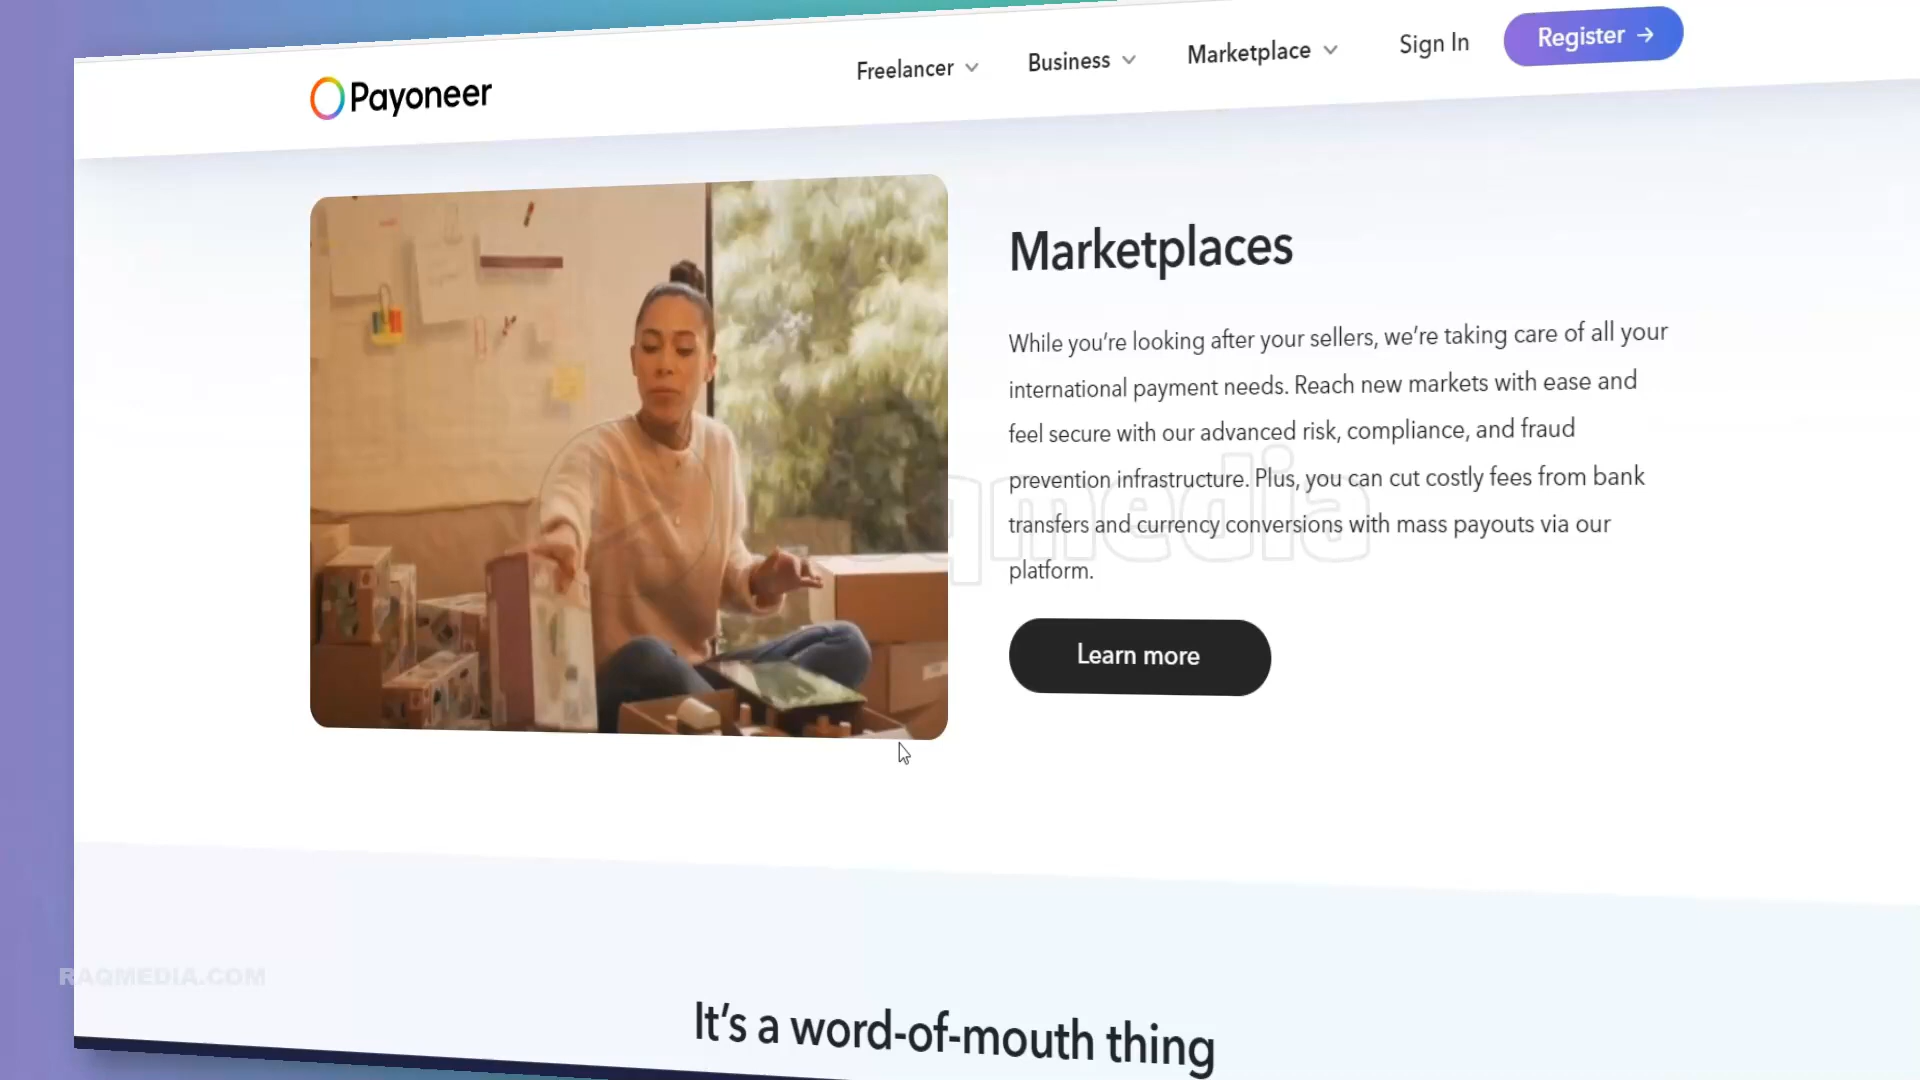 Payoneer
Freelancer
Business
Marketplace
Sign In
Register →
Marketplaces
While you’re looking after your sellers, we’re taking care of all your
international payment needs. Reach new markets with ease and
feel secure with our advanced risk, compliance, and fraud
prevention infrastructure. Plus, you can cut costly fees from bank
transfers and currency conversions with mass payouts via our
platform.
Learn more
qmedia
RAQMEDIA.COM
It’s a word-of-mouth thing